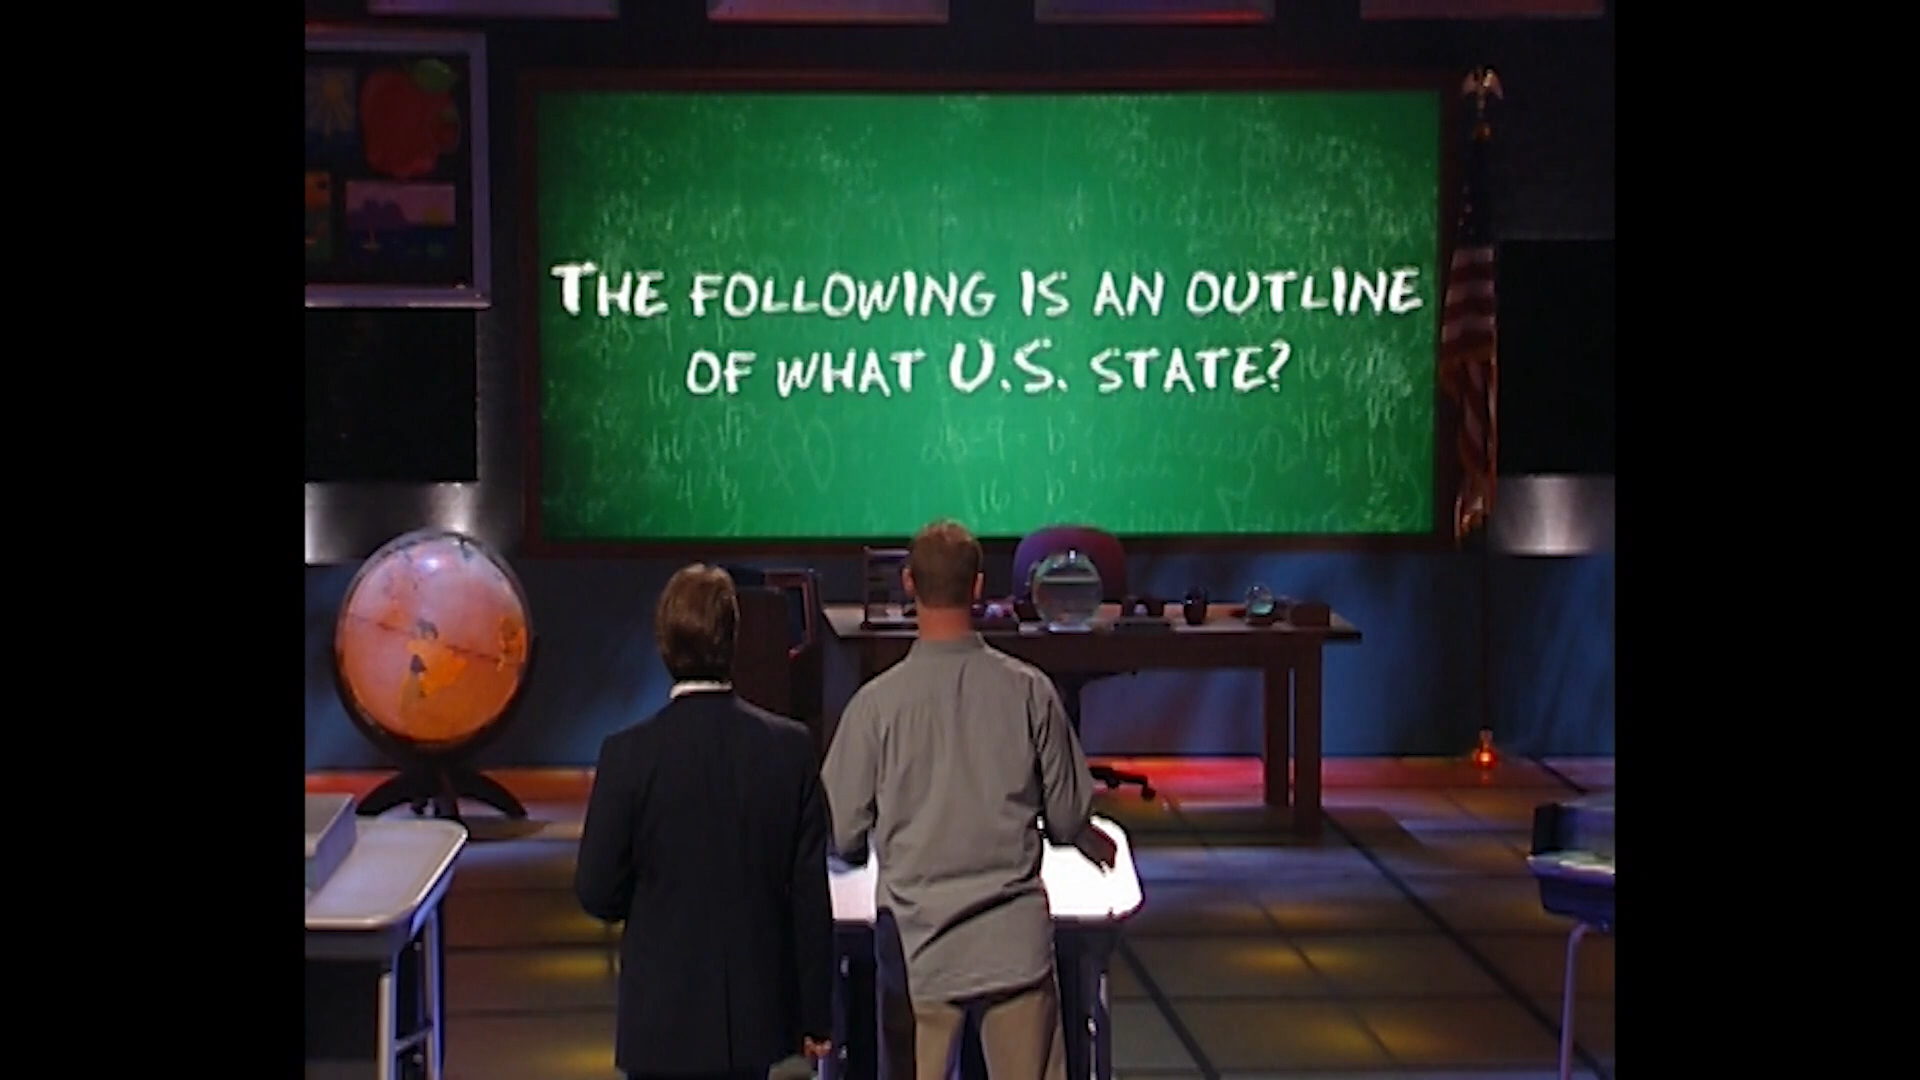 THE FOLLOWING IS AN OUTLINE
OF WHAT U.S. STATE?